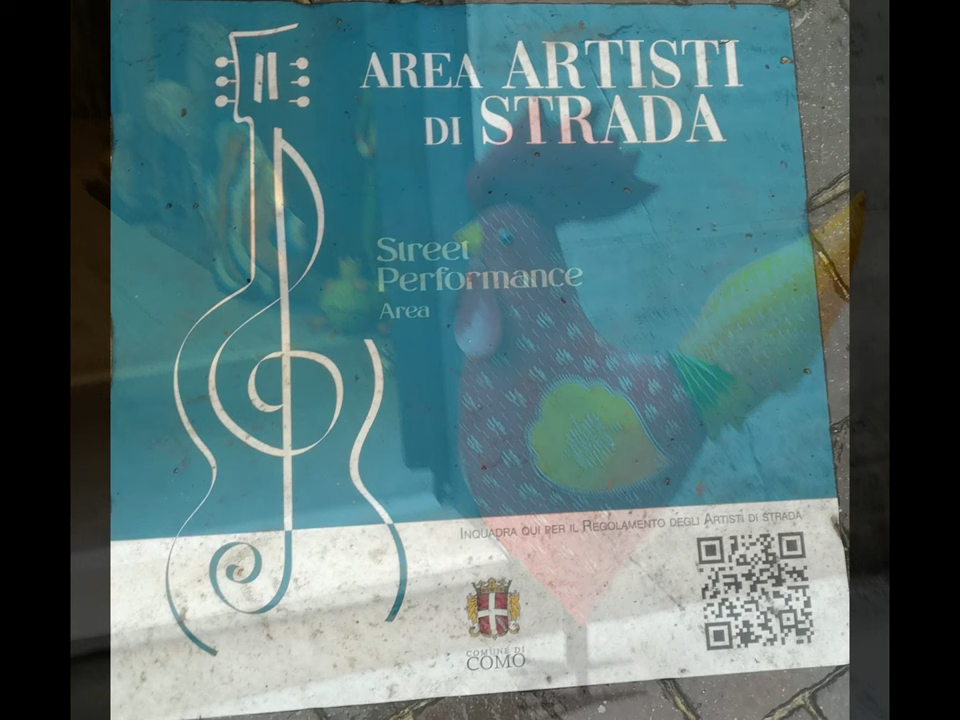 AREA ARTISTI
DI STRADA
Street
Performance
Area
INQUADRA QUI PER IL REGOLAMENTO DEGLI ARTISTI DI STRADA
COMUNE DI
COMO